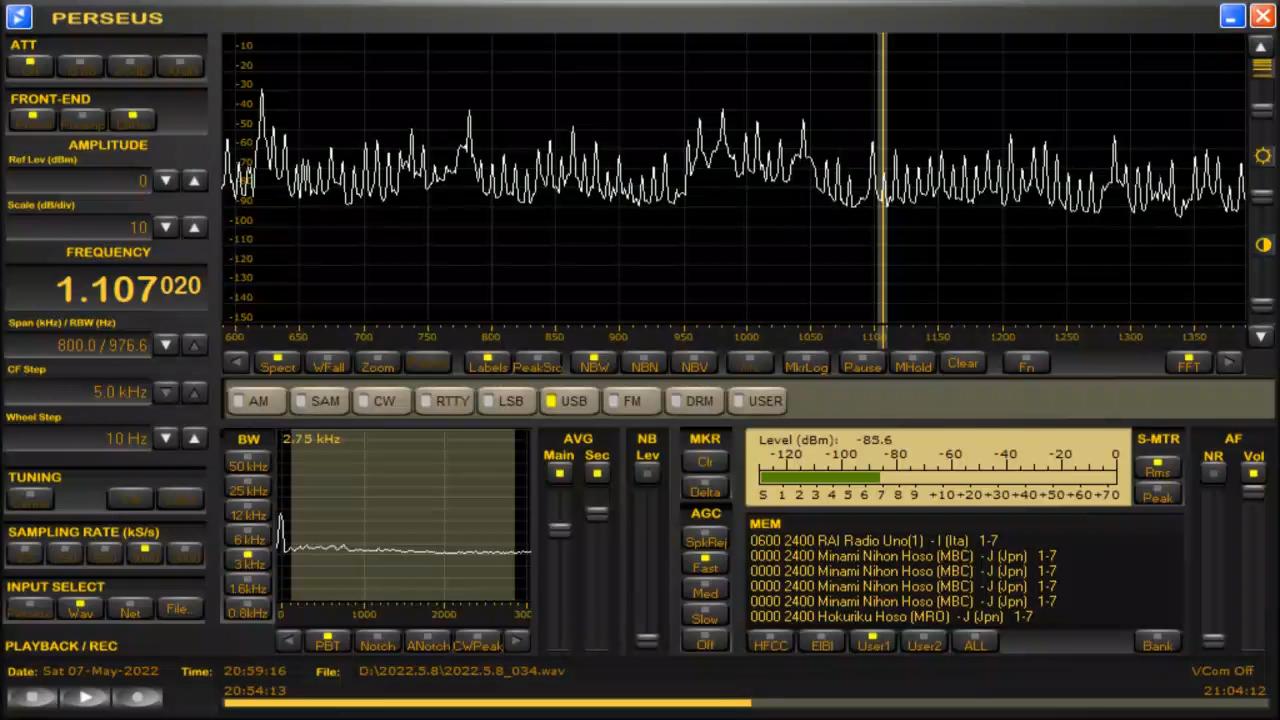 PERSEUS
ATT
FRONT-END
AMPLITUDE
Ref Lev (dBm)
0
Scale (dB/div)
10
FREQUENCY
1.107020
Span (kHz) / RBW (Hz)
800.0 / 976.6
CF Step
5.0 kHz
Wheel Step
10 Hz
TUNING
SAMPLING RATE (kS/s)
INPUT SELECT
Wav Net File..
-10
-20
-30
-40
-50
-60
-70
-80
-90
-100
-110
-120
-130
-140
-150
600 650 700 750 800 850 900 950 1000 1050 1100 1150 1200 1250 1300 1350
Spect WFall Zoom Labels PeakSrc NBW NBN NBV MkrLog Pause MHold Clear Fn FFT
AM SAM CW RTTY LSB USB FM DRM USER
BW
50 kHz
25 kHz
12 kHz
6 kHz
3 kHz
1.6kHz
0.8kHz
2.75 kHz
0 1000 2000 300
PBT Notch ANotch CWPeak
AVG
Main Sec
NB
Lev
MKR
Clr
Delta
AGC
SpkRej
Fast
Med
Slow
Off
Level (dBm): -85.6
-120 -100 -80 -60 -40 -20 0
S 1 2 3 4 5 6 7 8 9 +10+20+30+40+50+60+70
S-MTR
Rms
Peak
AF
NR Vol
MEM
0600 2400 RAI Radio Uno(1) - I (Ita) 1-7
0000 2400 Minami Nihon Hoso (MBC) - J (Jpn) 1-7
0000 2400 Minami Nihon Hoso (MBC) - J (Jpn) 1-7
0000 2400 Minami Nihon Hoso (MBC) - J (Jpn) 1-7
0000 2400 Minami Nihon Hoso (MBC) - J (Jpn) 1-7
0000 2400 Hokuriku Hoso (MRO) - J (Jpn) 1-7
HFCC EIBI User1 User2 ALL Bank
PLAYBACK / REC
Date: Sat 07-May-2022 Time: 20:59:16 File: D:\2022.5.8\2022.5.8_034.wav VCom Off
20:54:13 21:04:12